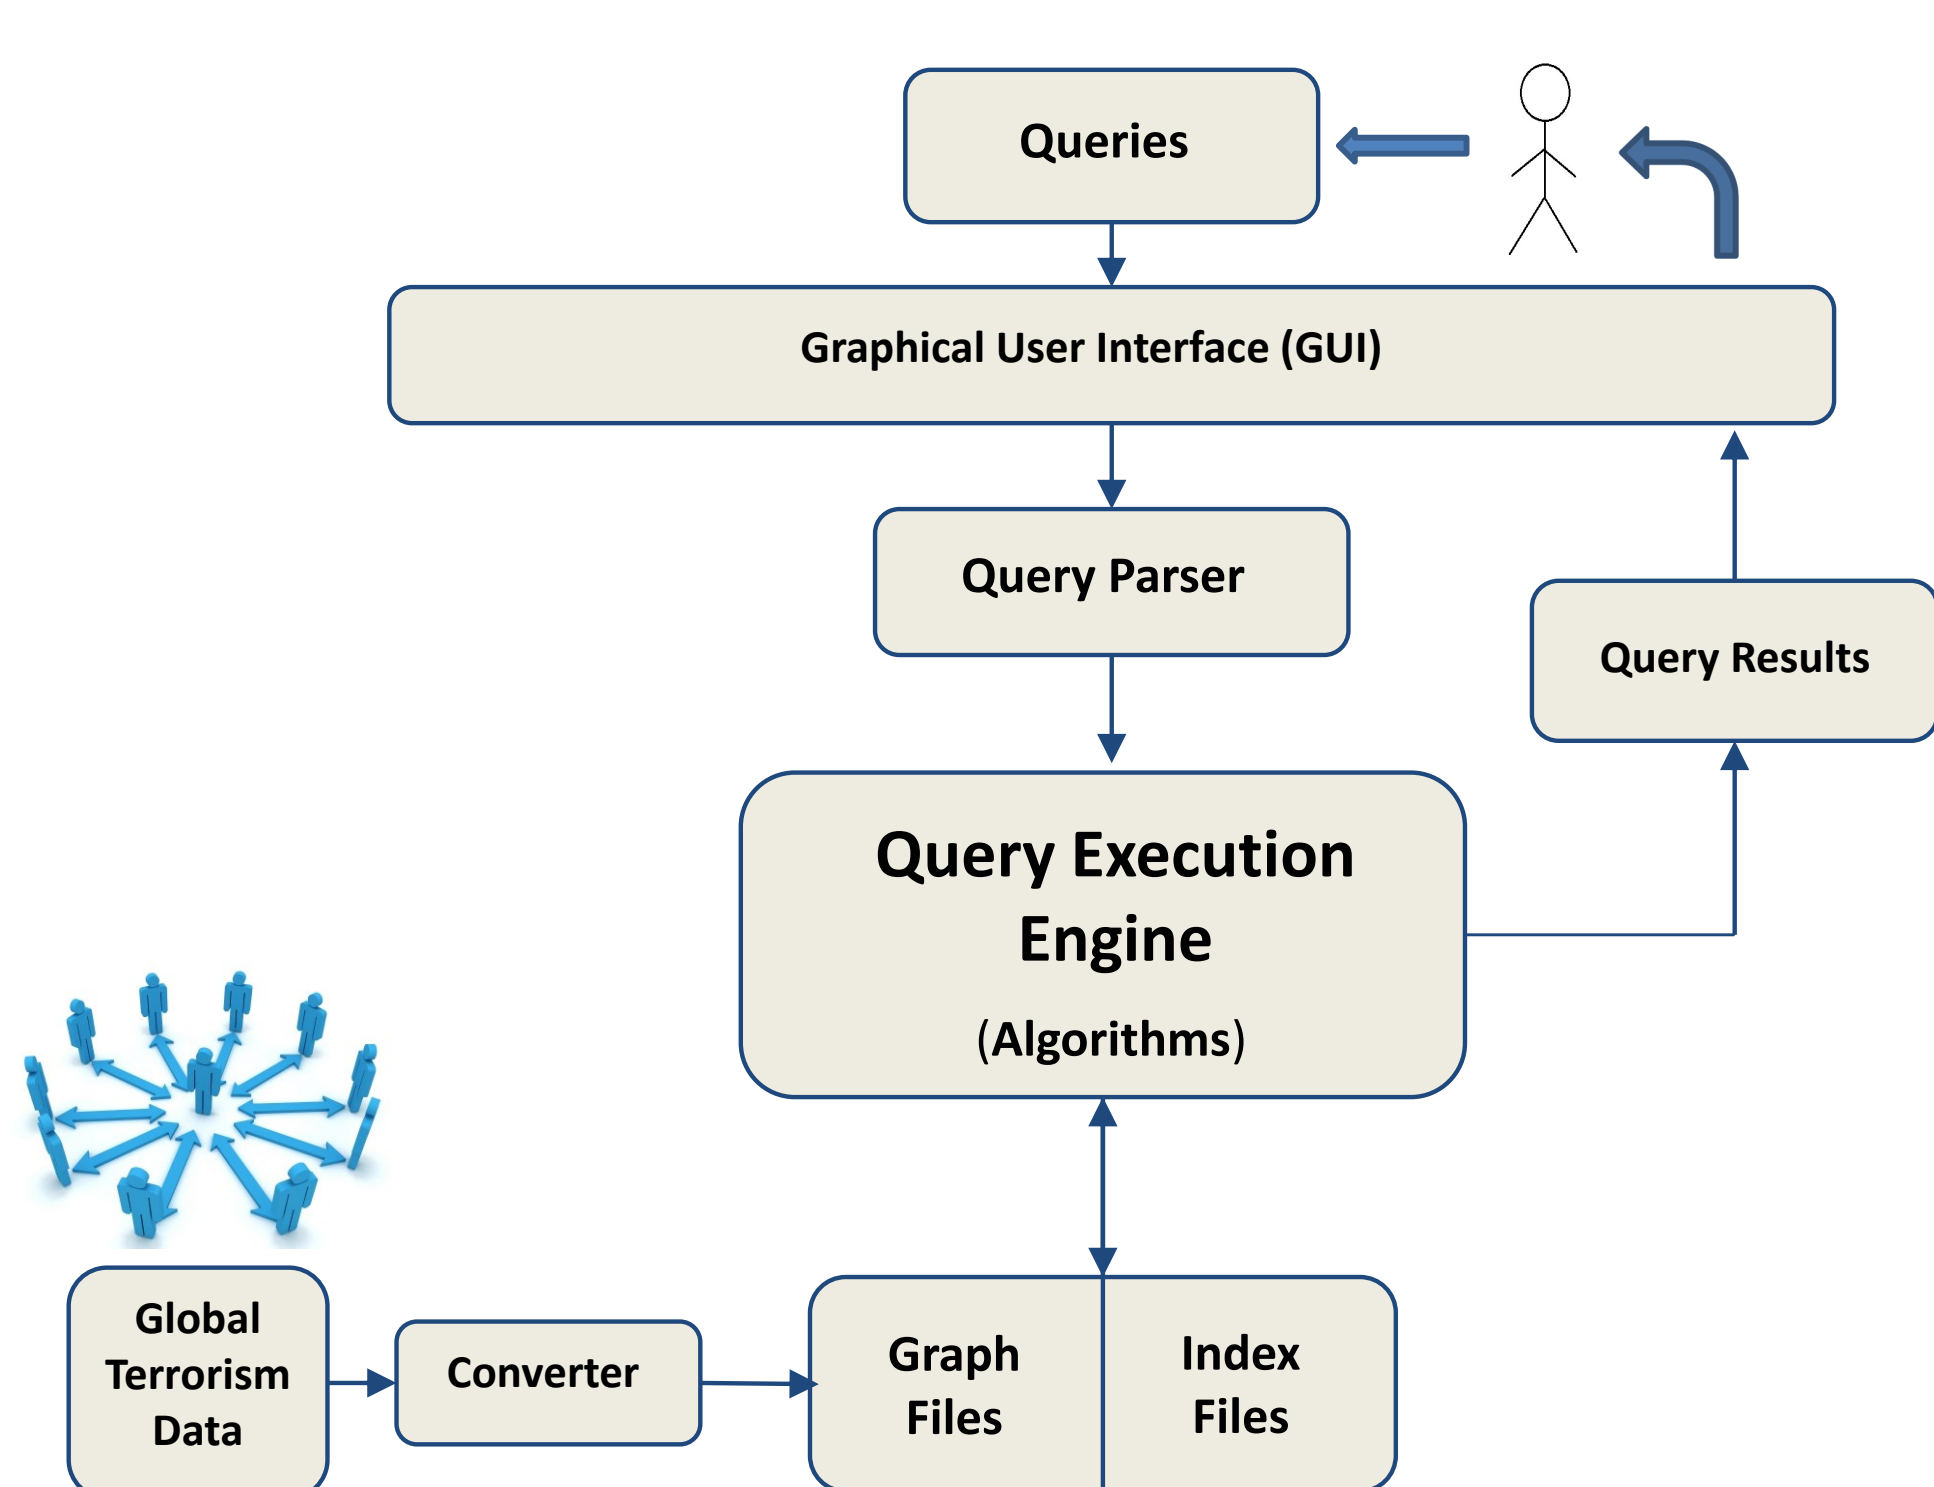 Queries
Graphical User Interface (GUI)
Query Parser
Query Results
Query Execution
Engine
(Algorithms)
Global
Terrorism
Data
Converter
Graph
Files
Index
Files